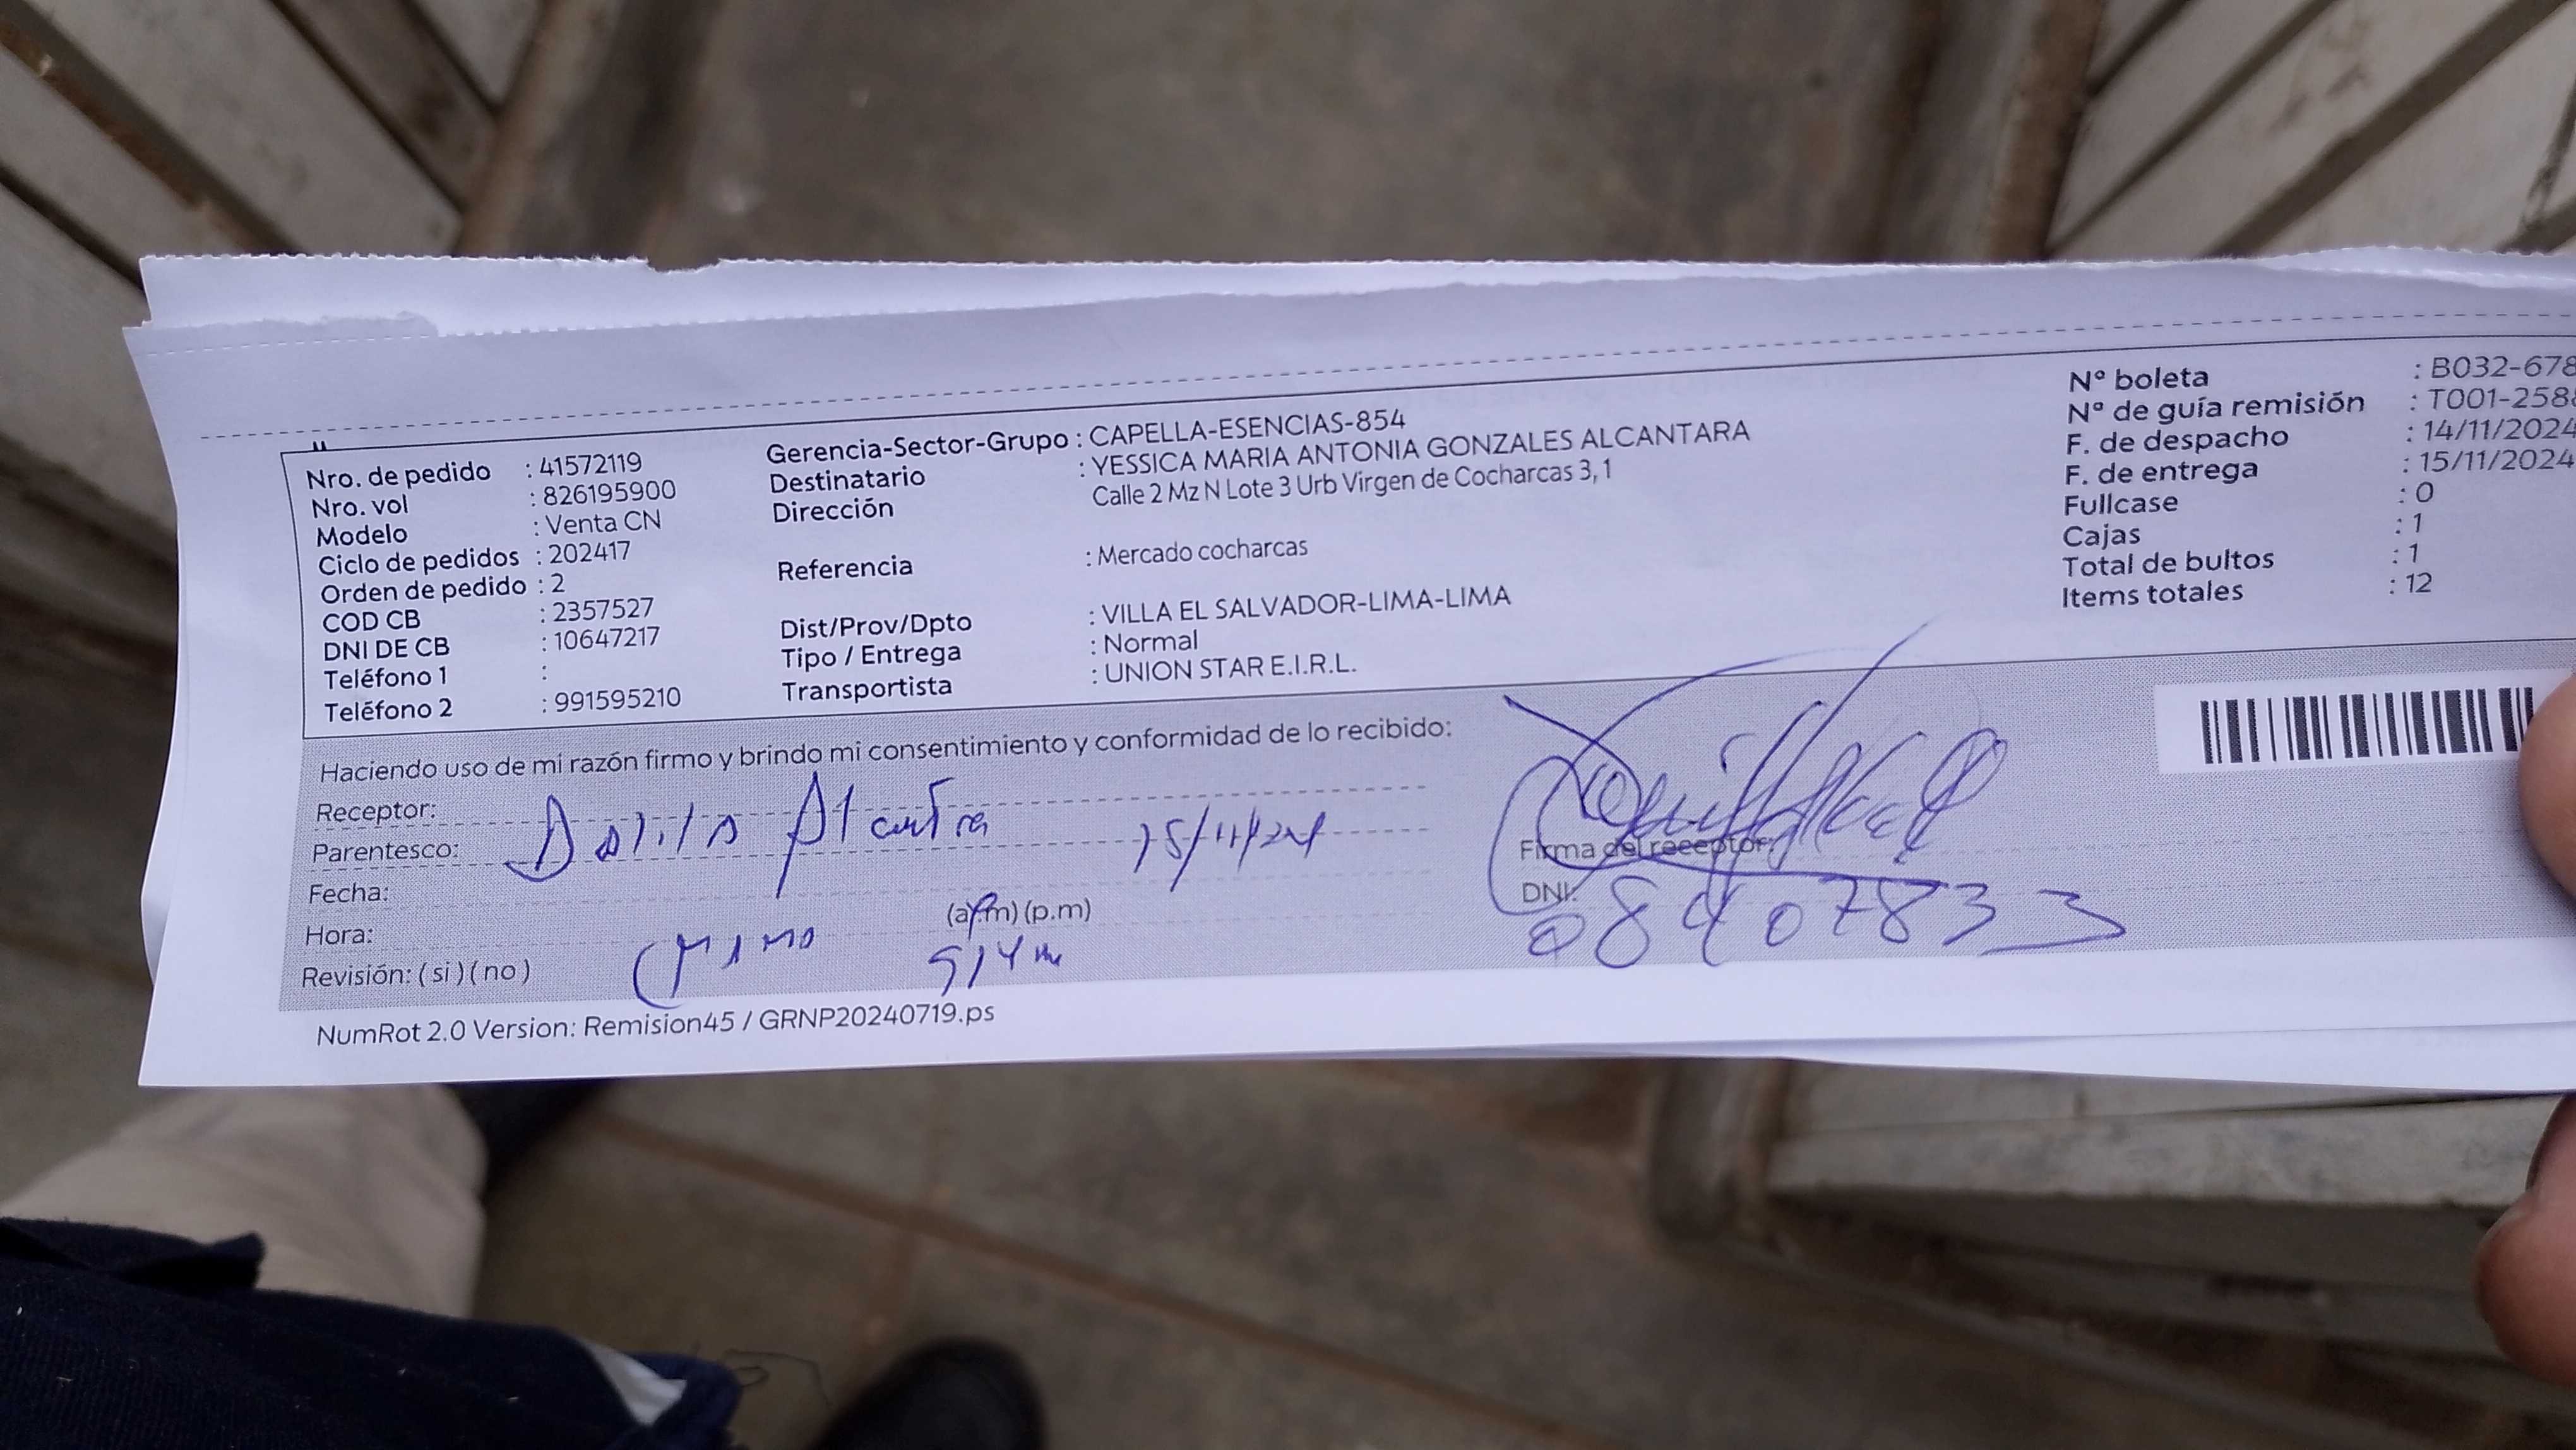 Nro. de pedido : 41572119
Nro. vol : 826195900
Modelo : Venta CN
Ciclo de pedidos : 202417
Orden de pedido : 2
COD CB : 2357527
DNI DE CB : 10647217
Teléfono 1 :
Teléfono 2 : 991595210
Gerencia-Sector-Grupo : CAPELLA-ESENCIAS-854
Destinatario : YESSICA MARIA ANTONIA GONZALES ALCANTARA
Dirección Calle 2 Mz N Lote 3 Urb Virgen de Cocharcas 3, 1
Referencia : Mercado cocharcas
Dist/Prov/Dpto : VILLA EL SALVADOR-LIMA-LIMA
Tipo / Entrega : Normal
Transportista : UNION STAR E.I.R.L.
N° boleta : B032-678
N° de guía remisión : T001-258
F. de despacho : 14/11/2024
F. de entrega : 15/11/2024
Fullcase : 0
Cajas : 1
Total de bultos : 1
Items totales : 12
Haciendo uso de mi razón firmo y brindo mi consentimiento y conformidad de lo recibido:
Receptor:
Parentesco: 15/11/24
Fecha:
Hora: (a.m) (p.m)
Revisión: ( si ) ( no )
Firma del receptor:
DNI: 08407833
NumRot 2.0 Version: Remision45 / GRNP20240719.ps